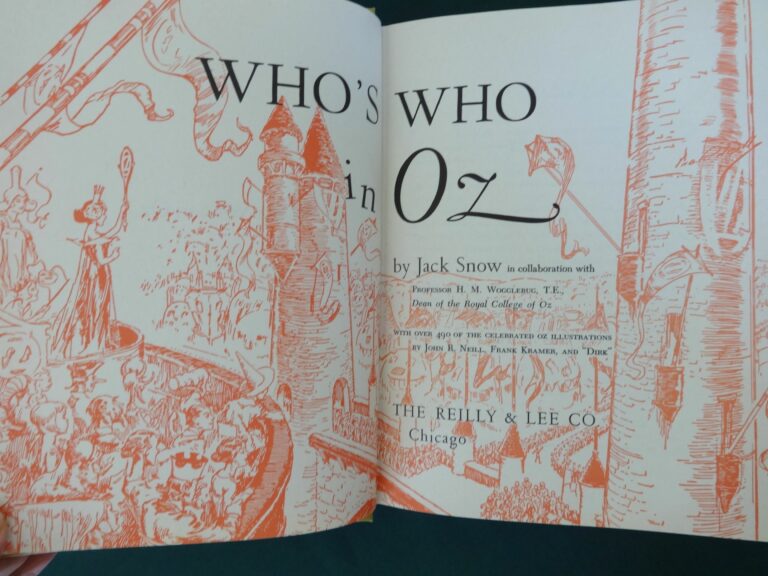 WHO'S WHO
in Oz
by Jack Snow in collaboration with
Professor H. M. Wogglebug, T.E.,
Dean of the Royal College of Oz
with over 490 of the celebrated oz illustrations
by John R. Neill, Frank Kramer, and "Dirk"
THE REILLY & LEE CO
Chicago